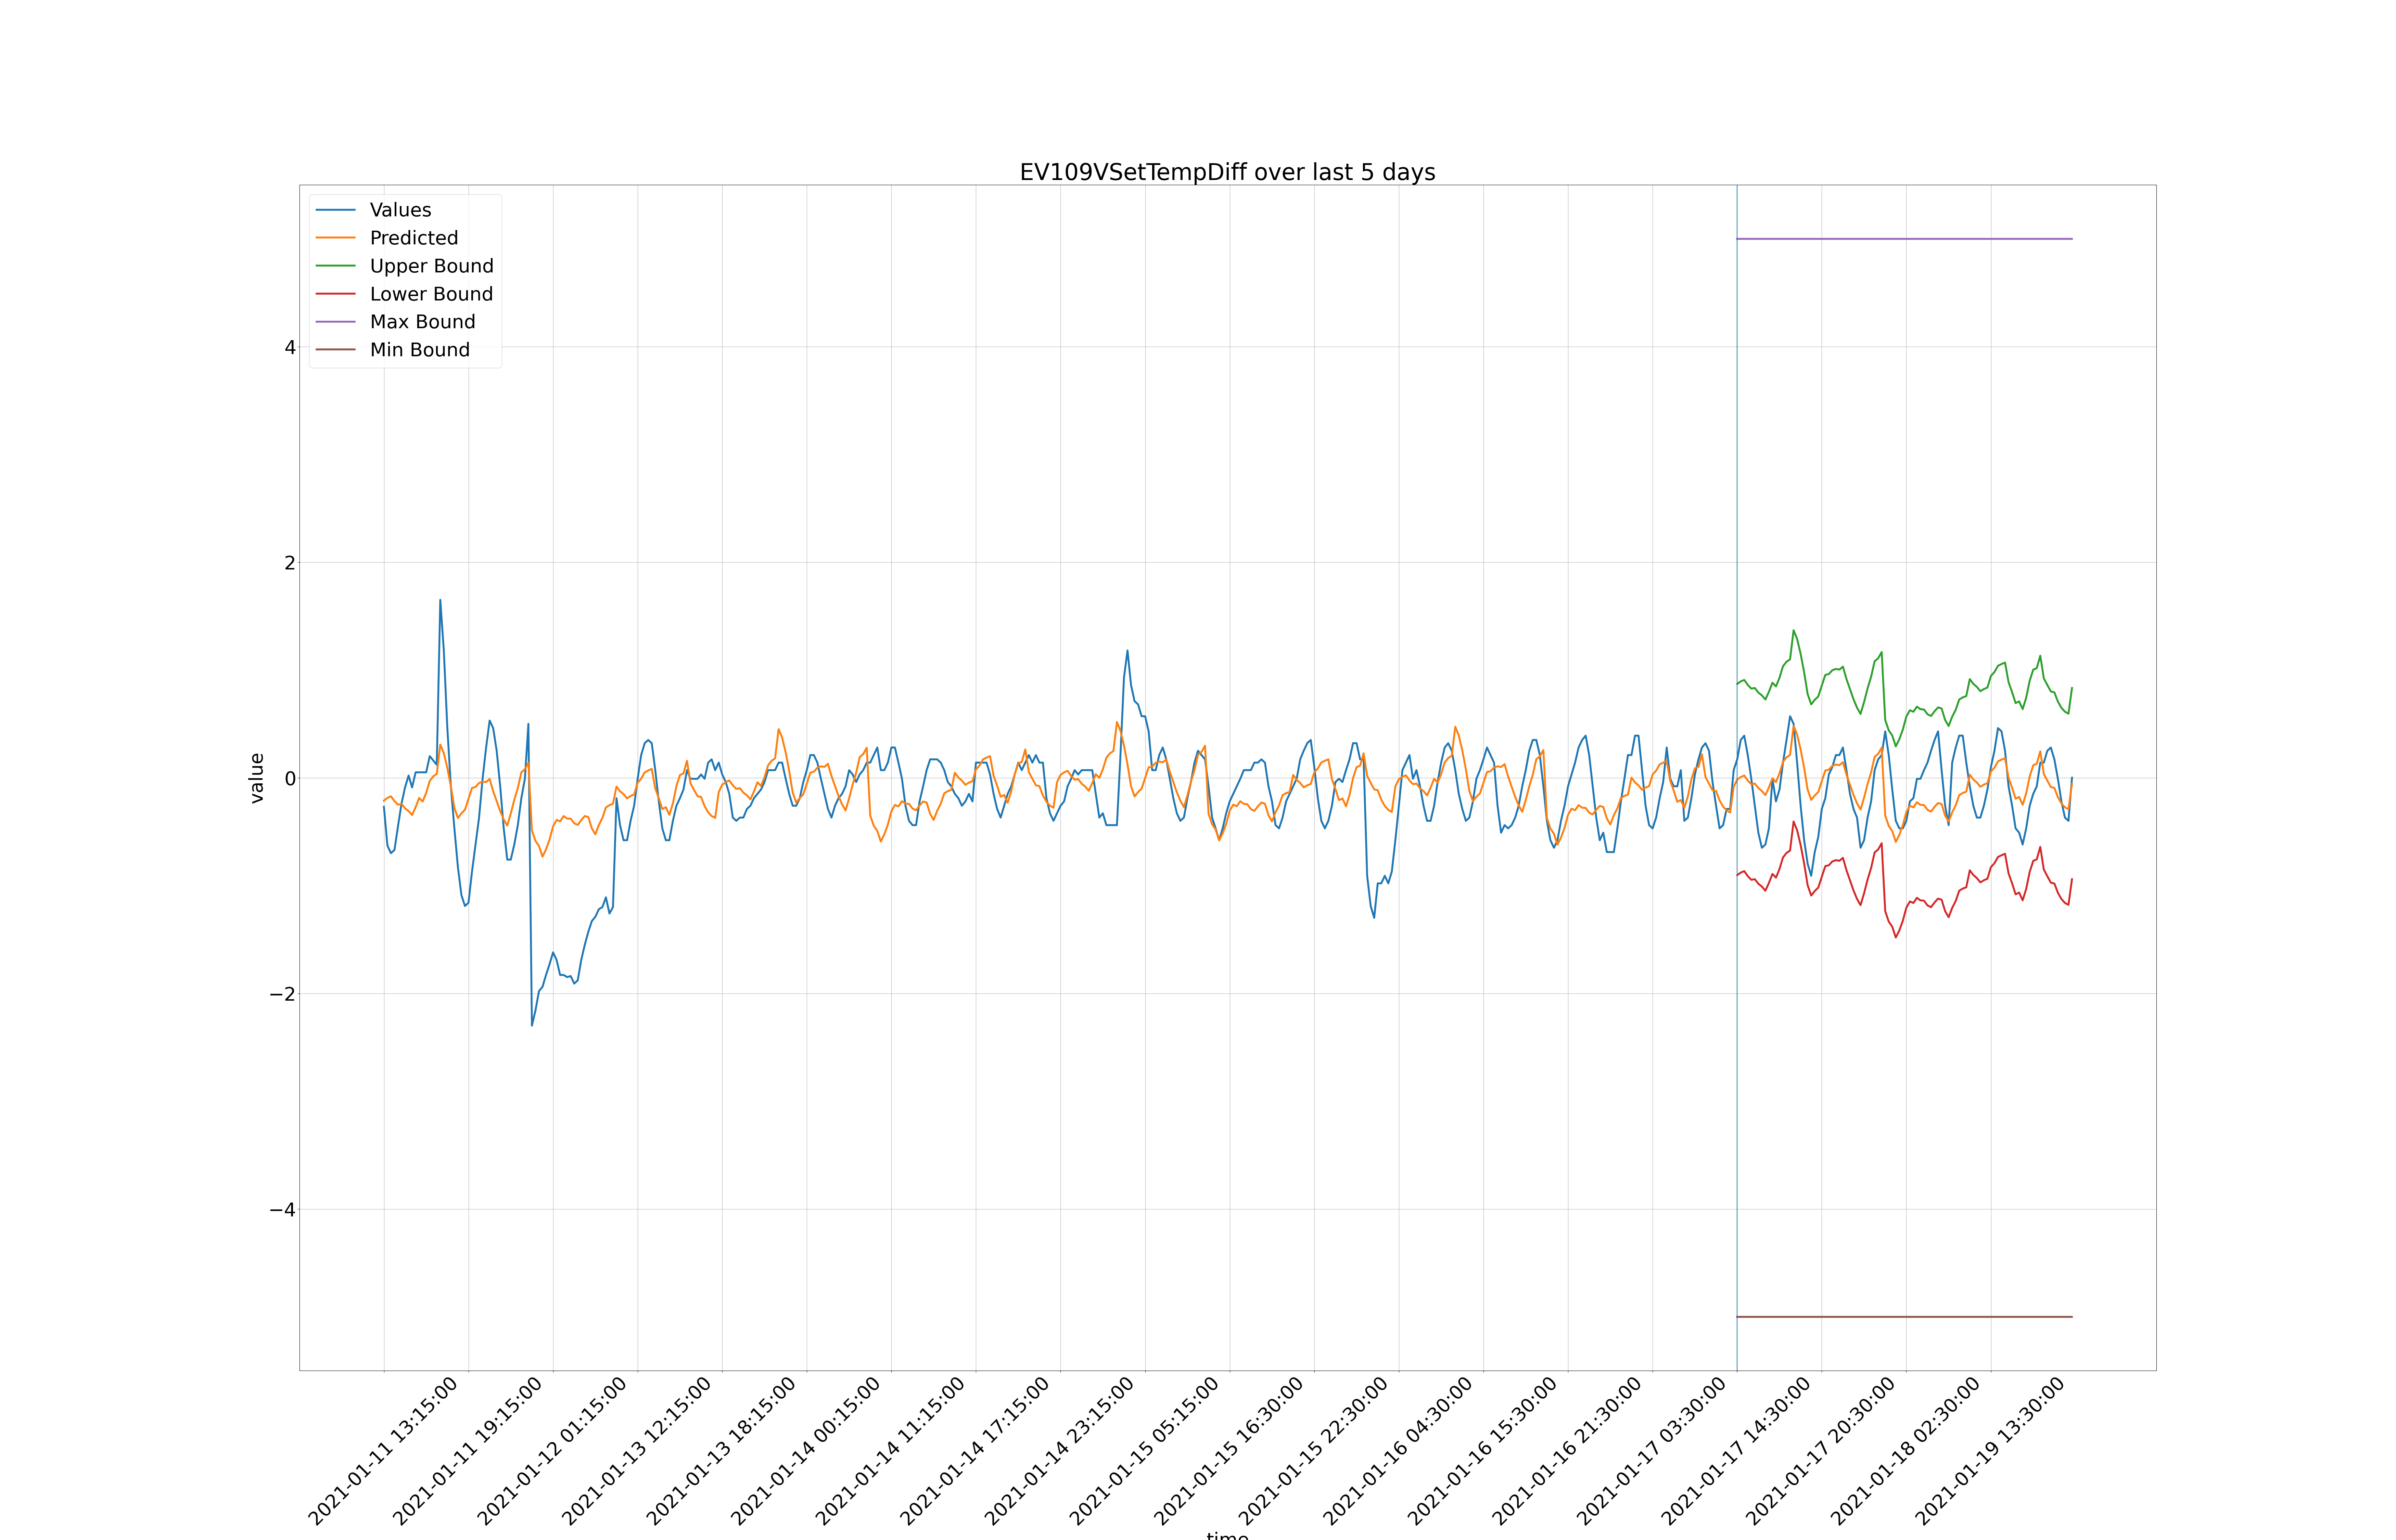 EV109VSetTempDiff over last 5 days
Values
Predicted
Upper Bound
Lower Bound
Max Bound
Min Bound
4
2
0
−2
−4
value
2021-01-11 13:15:00
2021-01-11 19:15:00
2021-01-12 01:15:00
2021-01-13 12:15:00
2021-01-13 18:15:00
2021-01-14 00:15:00
2021-01-14 11:15:00
2021-01-14 17:15:00
2021-01-14 23:15:00
2021-01-15 05:15:00
2021-01-15 16:30:00
2021-01-15 22:30:00
2021-01-16 04:30:00
2021-01-16 15:30:00
2021-01-16 21:30:00
2021-01-17 03:30:00
2021-01-17 14:30:00
2021-01-17 20:30:00
2021-01-18 02:30:00
2021-01-19 13:30:00
time